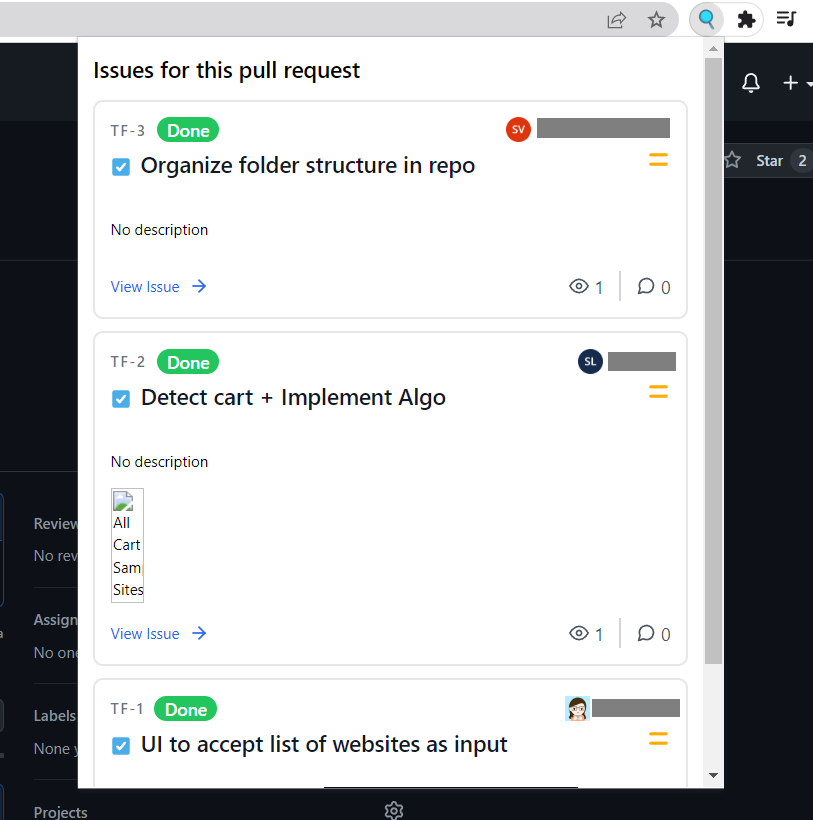 Issues for this pull request
TF-3 Done SV
Organize folder structure in repo
No description
View Issue 1 0
TF-2 Done SL
Detect cart + Implement Algo
No description
All
Cart
Sam
Sites
View Issue 1 0
TF-1 Done
UI to accept list of websites as input
Star 2
Review
No rev
Assign
No one
Labels
None y
Projects